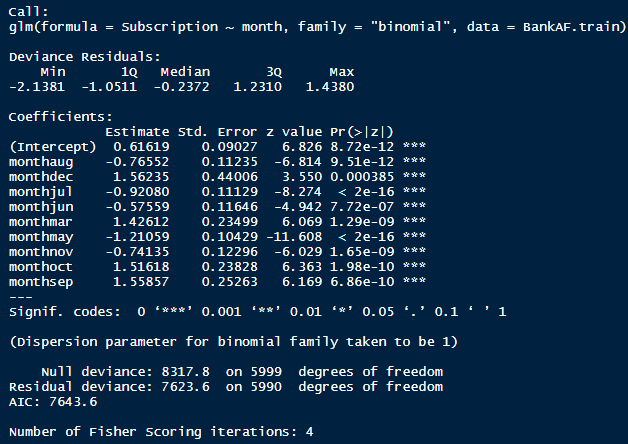 Call:
glm(formula = Subscription ~ month, family = "binomial", data = BankAF.train)
Deviance Residuals:
Min 1Q Median 3Q Max
-2.1381 -1.0511 -0.2372 1.2310 1.4380
Coefficients:
Estimate Std. Error z value Pr(>|z|)
(Intercept) 0.61619 0.09027 6.826 8.72e-12 ***
monthaug -0.76552 0.11235 -6.814 9.51e-12 ***
monthdec 1.56235 0.44006 3.550 0.000385 ***
monthjul -0.92080 0.11129 -8.274 < 2e-16 ***
monthjun -0.57559 0.11646 -4.942 7.72e-07 ***
monthmar 1.42612 0.23499 6.069 1.29e-09 ***
monthmay -1.21059 0.10429 -11.608 < 2e-16 ***
monthnov -0.74135 0.12296 -6.029 1.65e-09 ***
monthoct 1.51618 0.23828 6.363 1.98e-10 ***
monthsep 1.55857 0.25263 6.169 6.86e-10 ***
---
Signif. codes: 0 ‘***’ 0.001 ‘**’ 0.01 ‘*’ 0.05 ‘.’ 0.1 ‘ ’ 1
(Dispersion parameter for binomial family taken to be 1)
Null deviance: 8317.8 on 5999 degrees of freedom
Residual deviance: 7623.6 on 5990 degrees of freedom
AIC: 7643.6
Number of Fisher Scoring iterations: 4